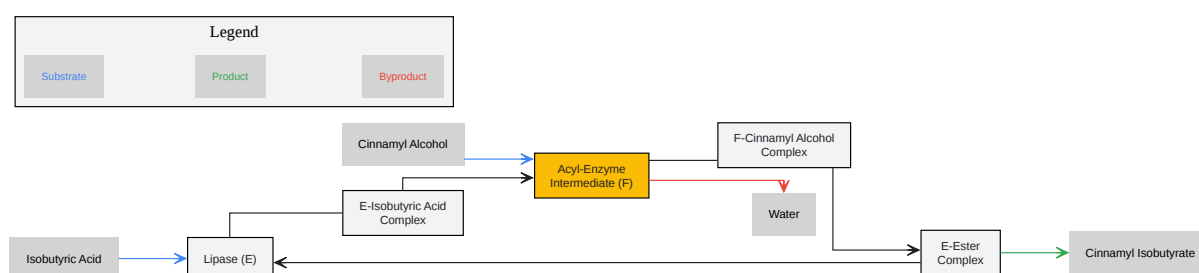 Legend
Substrate
Product
Byproduct
Cinnamyl Alcohol
F-Cinnamyl Alcohol
Complex
Acyl-Enzyme
Intermediate (F)
E-Isobutyric Acid
Complex
Water
Isobutyric Acid
Lipase (E)
E-Ester
Complex
Cinnamyl Isobutyrate